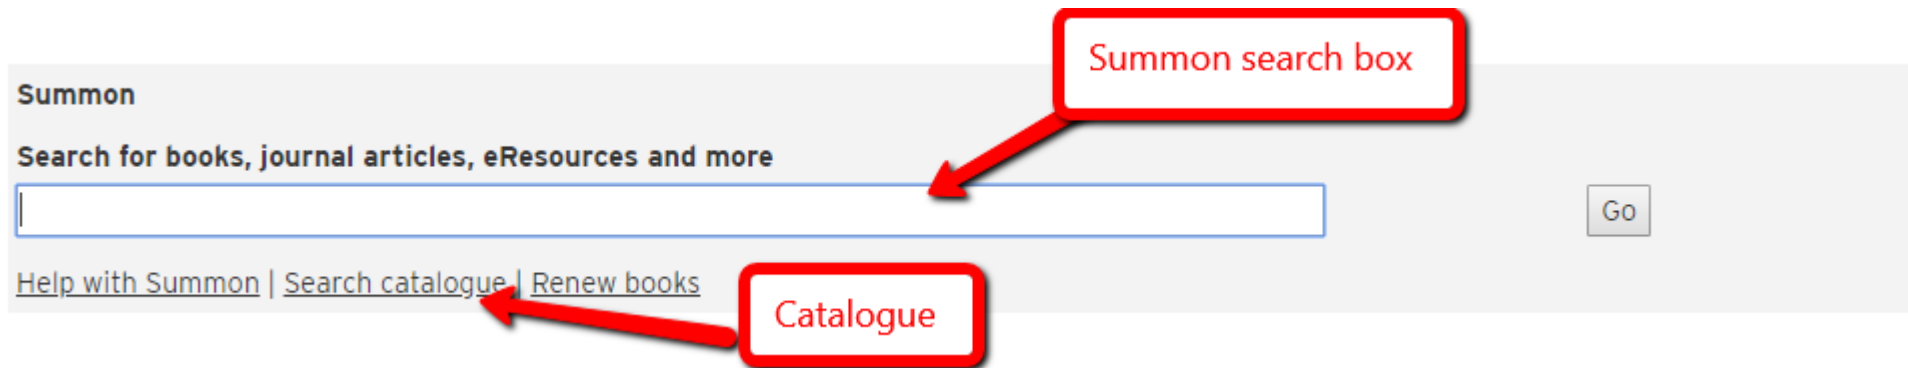 Summon search box
Summon
Search for books, journal articles, eResources and more
Go
Help with Summon | Search catalogue | Renew books
Catalogue